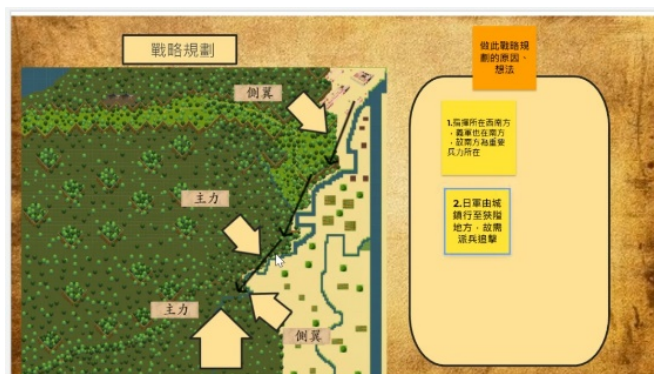 戰略規劃
側翼
主力
主力
側翼
做此戰略規
劃的原因、
想法
1.指揮所在西南方
，義軍也在南方
，故南方為重要
兵力所在
2.日軍由城
鎮行至狹隘
地方，故需
派兵追擊